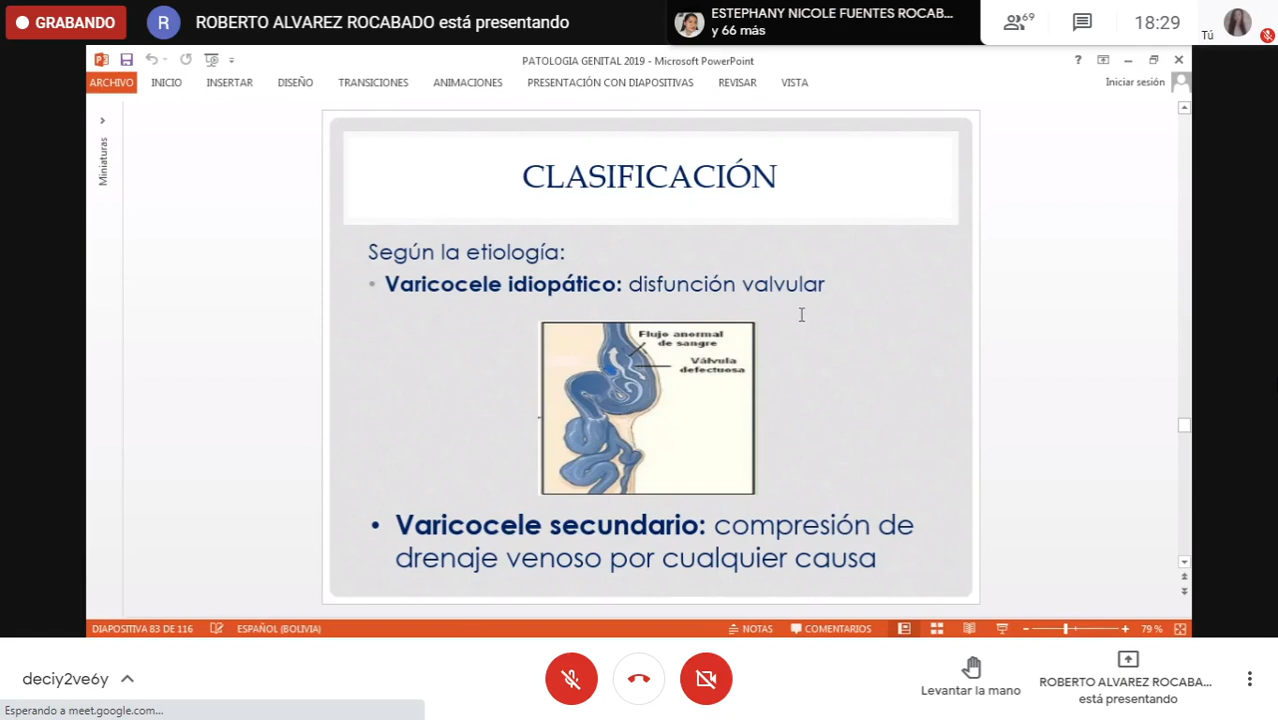 GRABANDO
R
ROBERTO ALVAREZ ROCABADO está presentando
ESTEPHANY NICOLE FUENTES ROCAB...
y 66 más
69
18:29
Tú
PATOLOGIA GENITAL 2019 - Microsoft PowerPoint
ARCHIVO INICIO INSERTAR DISEÑO TRANSICIONES ANIMACIONES PRESENTACIÓN CON DIAPOSITIVAS REVISAR VISTA
Iniciar sesión
Miniaturas
CLASIFICACIÓN
Según la etiología:
• Varicocele idiopático: disfunción valvular
Flujo anormal
de sangre
Válvula
defectuosa
• Varicocele secundario: compresión de
drenaje venoso por cualquier causa
DIAPOSITIVA 83 DE 116 ESPAÑOL (BOLIVIA) NOTAS COMENTARIOS 79 %
deciy2ve6y
Levantar la mano
ROBERTO ALVAREZ ROCABA...
está presentando
Esperando a meet.google.com...